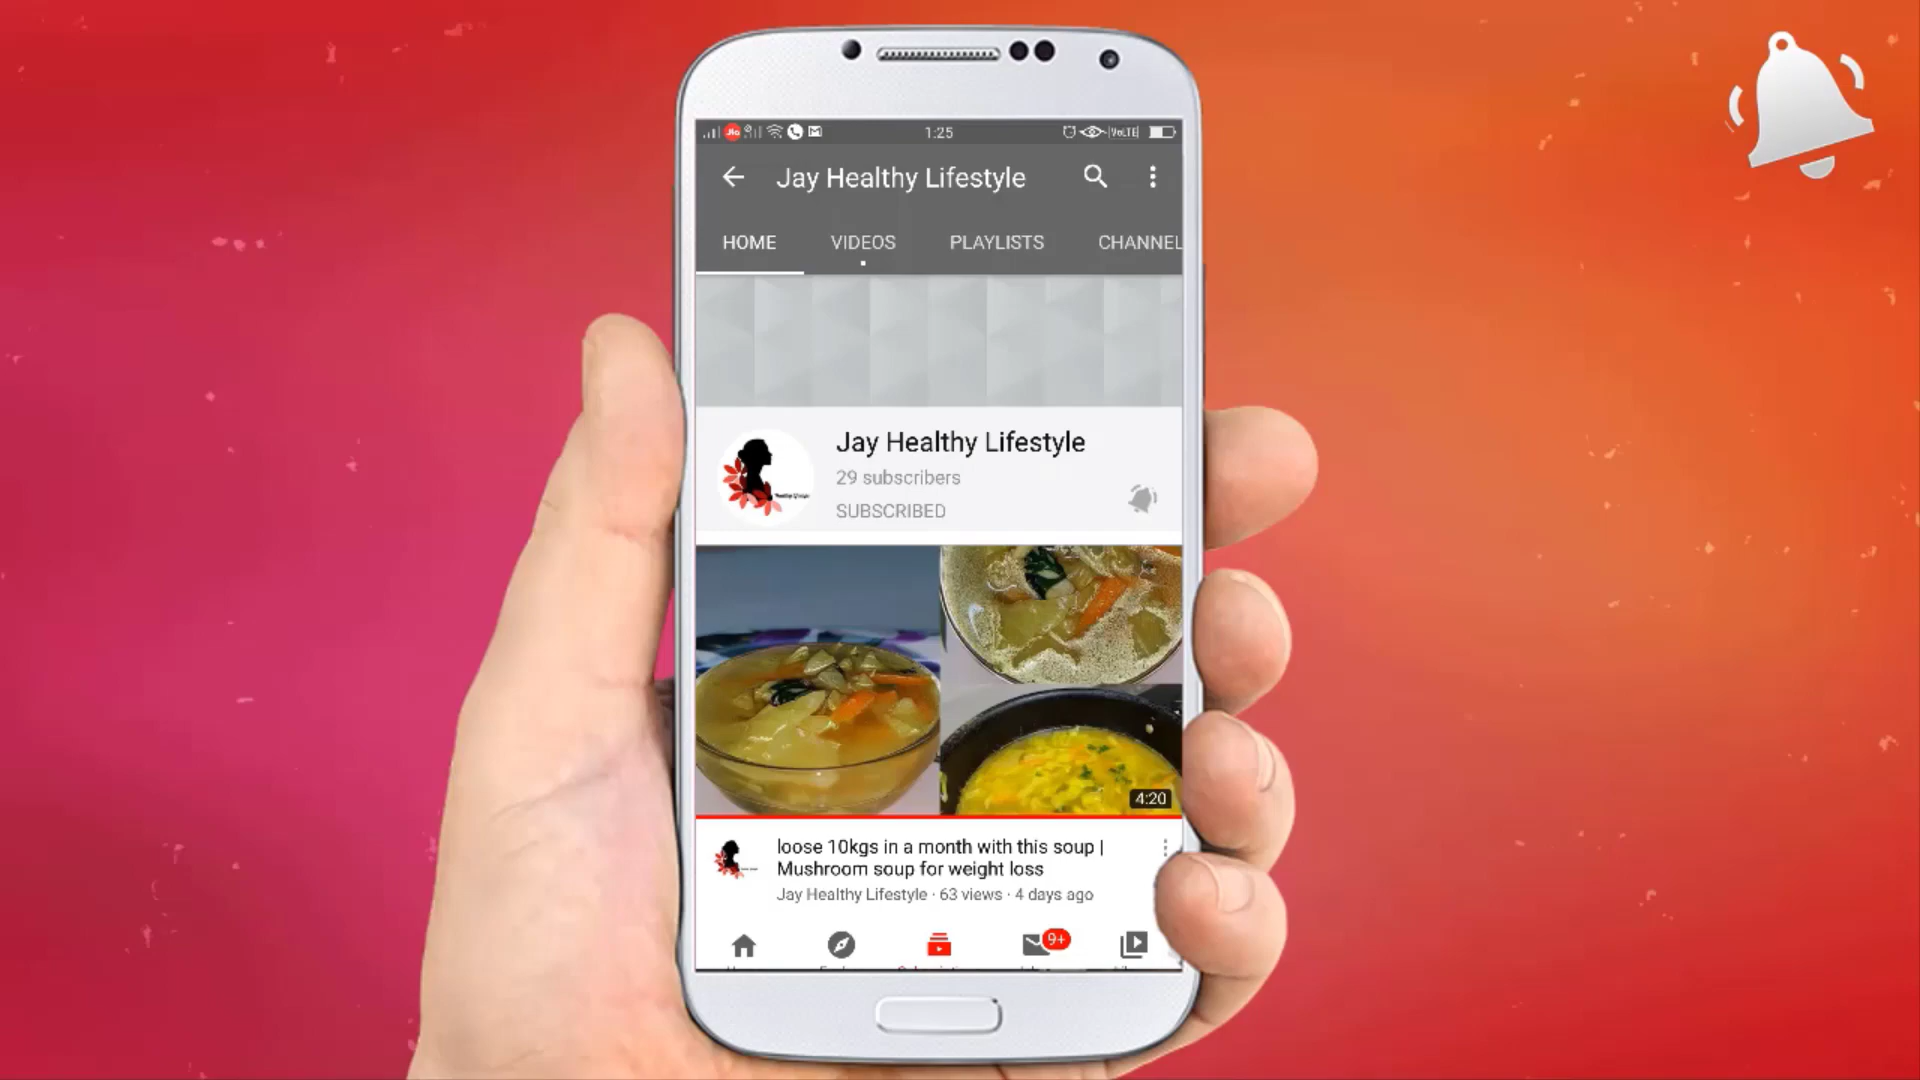 Jio
1:25
VoLTE
Jay Healthy Lifestyle
HOME VIDEOS PLAYLISTS CHANNEL
Jay Healthy Lifestyle
29 subscribers
SUBSCRIBED
4:20
loose 10kgs in a month with this soup |
Mushroom soup for weight loss
Jay Healthy Lifestyle · 63 views · 4 days ago
9+